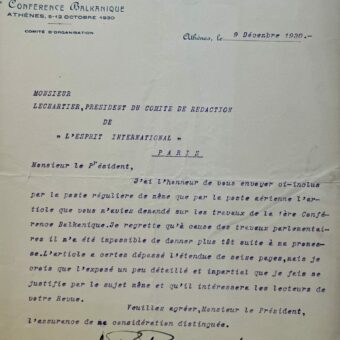 CONFÉRENCE BALKANIQUE
ATHÈNES, 5-12 OCTOBRE 1930
COMITÉ D'ORGANISATION
Athènes, le 9 Décembre 1930.-
MONSIEUR
LECHARTIER, PRESIDENT DU COMITE DE REDACTION
DE
" L'ESPRIT INTERNATIONAL "
PARIS
Monsieur le Président,
J'ai l'honneur de vous envoyer ci-inclus
par la poste régulière de même que par la poste aérienne l'ar-
ticle que vous m'aviez demandé sur les travaux de la 1ère Confé-
rence Balkanique. Je regrette qu'à cause des travaux parlementai-
res il m'a été impossible de donner plus tôt suite à ma promes-
se. L'article a certes dépassé l'étendue de seize pages, mais je
crois que l'exposé un peu détaillé et impartial que je fais se
justifie par le sujet même et qu'il intéressera les lecteurs de
votre Revue.
Veuillez agréer, Monsieur le Président,
l'assurance de ma considération distinguée.